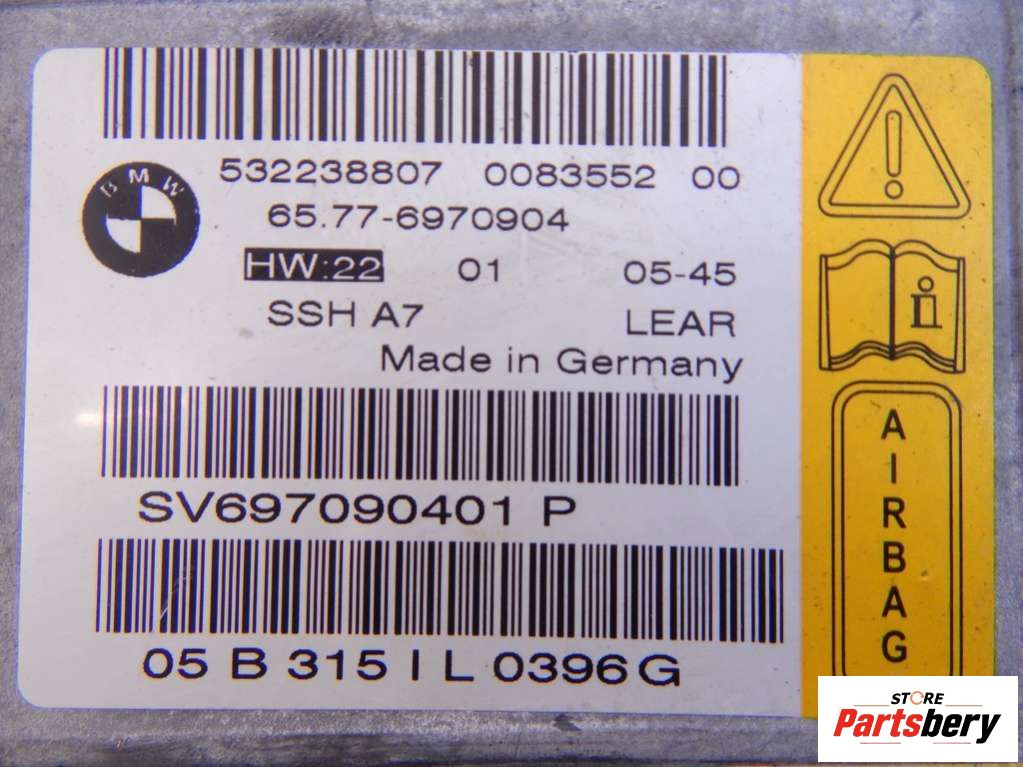 532238807 0083552 00
BMW
65.77-6970904
HW:22 01 05-45
SSH A7 LEAR
Made in Germany
SV697090401 P
05 B 315 I L 0396G
i
AIRBAG
STORE
Partsbery